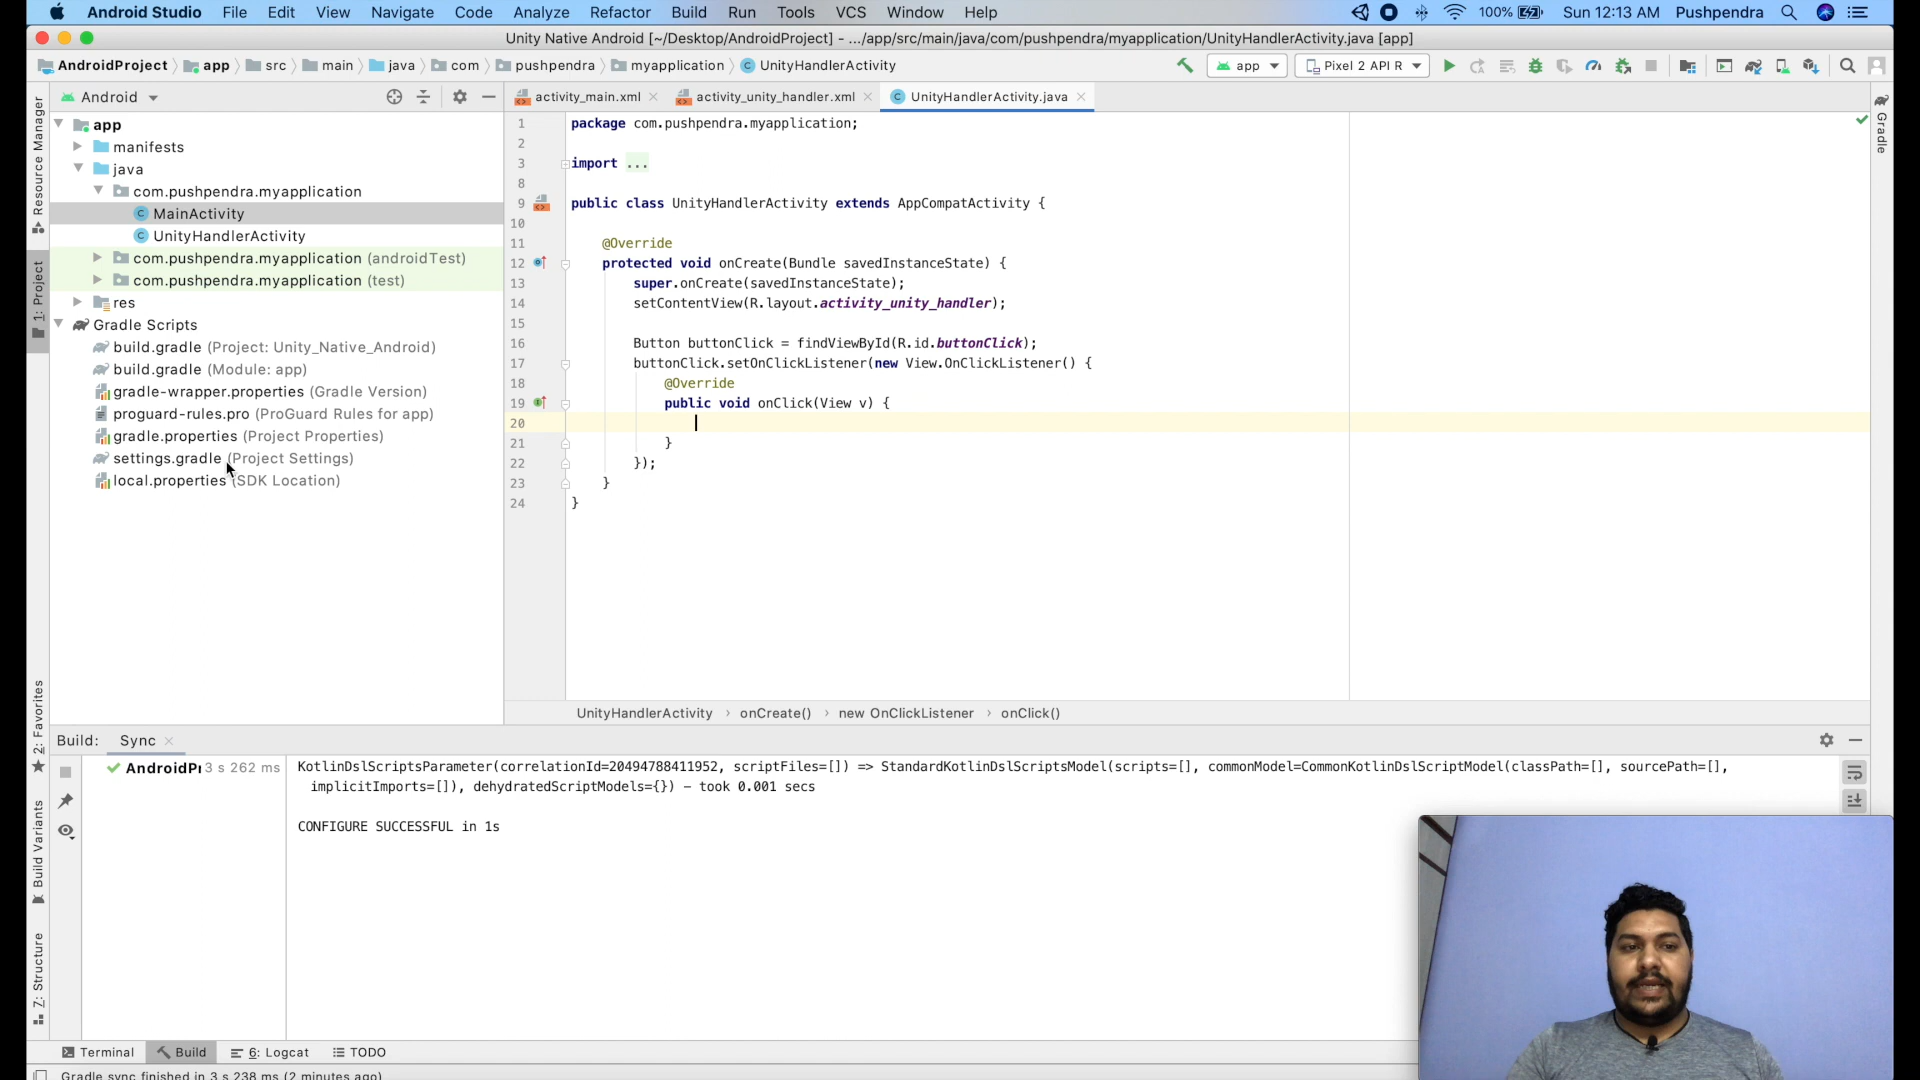 Android Studio File Edit View Navigate Code Analyze Refactor Build Run Tools VCS Window Help 100% Sun 12:13 AM Pushpendra
Unity Native Android [~/Desktop/AndroidProject] - .../app/src/main/java/com/pushpendra/myapplication/UnityHandlerActivity.java [app]
AndroidProject app src main java com pushpendra myapplication UnityHandlerActivity app Pixel 2 API R
Android
activity_main.xml activity_unity_handler.xml UnityHandlerActivity.java
Resource Manager
1: Project
2: Favorites
Build Variants
Z: Structure
Gradle
app
manifests
java
com.pushpendra.myapplication
MainActivity
UnityHandlerActivity
com.pushpendra.myapplication (androidTest)
com.pushpendra.myapplication (test)
res
Gradle Scripts
build.gradle (Project: Unity_Native_Android)
build.gradle (Module: app)
gradle-wrapper.properties (Gradle Version)
proguard-rules.pro (ProGuard Rules for app)
gradle.properties (Project Properties)
settings.gradle (Project Settings)
local.properties (SDK Location)
1 package com.pushpendra.myapplication;
2
3 import ...
8
9 public class UnityHandlerActivity extends AppCompatActivity {
10
11 @Override
12 protected void onCreate(Bundle savedInstanceState) {
13 super.onCreate(savedInstanceState);
14 setContentView(R.layout.activity_unity_handler);
15
16 Button buttonClick = findViewById(R.id.buttonClick);
17 buttonClick.setOnClickListener(new View.OnClickListener() {
18 @Override
19 public void onClick(View v) {
20
21 }
22 });
23 }
24 }
UnityHandlerActivity › onCreate() › new OnClickListener › onClick()
Build: Sync
AndroidPr 3 s 262 ms
KotlinDslScriptsParameter(correlationId=20494788411952, scriptFiles=[]) => StandardKotlinDslScriptsModel(scripts=[], commonModel=CommonKotlinDslScriptModel(classPath=[], sourcePath=[],
implicitImports=[]), dehydratedScriptModels={}) – took 0.001 secs
CONFIGURE SUCCESSFUL in 1s
Terminal Build 6: Logcat TODO
Gradle sync finished in 3 s 238 ms (2 minutes ago)